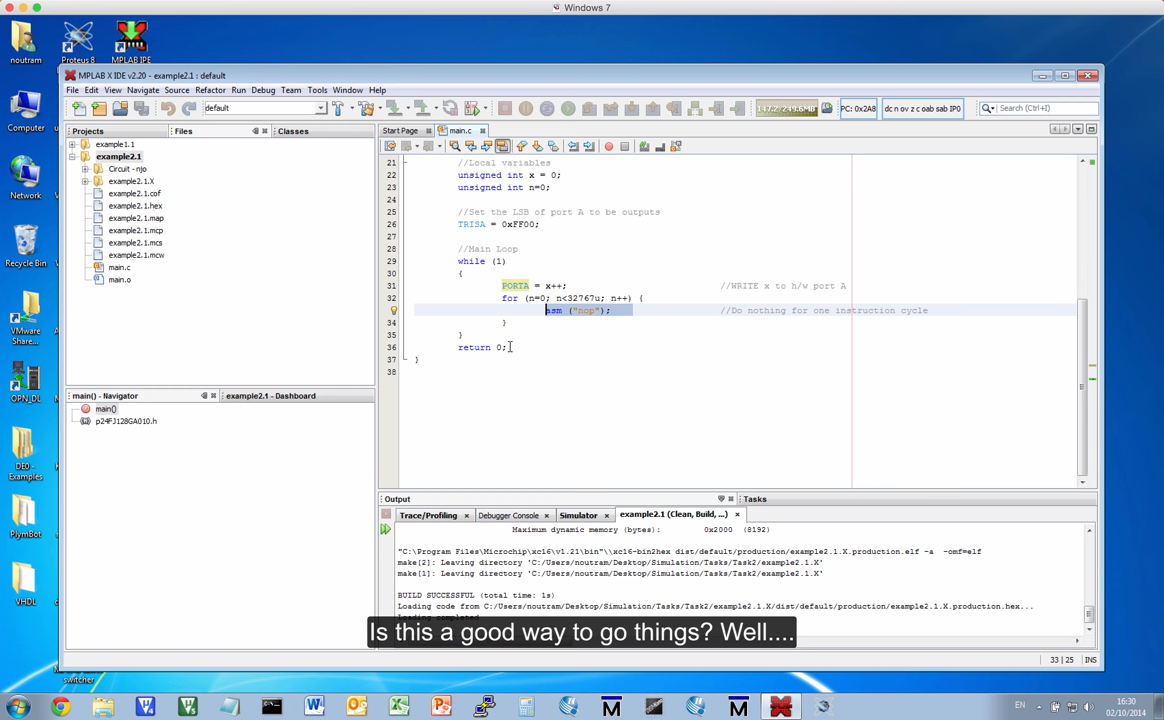 Windows 7
noutram
Proteus 8
MPLAB IPE
Computer
Network
Recycle Bin
VMware
Share...
OPN_DL
DE0 -
Examples
PlymBot
VHDL
switcher
MPLAB X IDE v2.20 - example2.1 : default
File Edit View Navigate Source Refactor Run Debug Team Tools Window Help
default
147.2/249.6MB
PC: 0x2A8
dc n ov z c oab sab IP0
Search (Ctrl+I)
Projects
Files
Classes
example1.1
example2.1
Circuit - njo
example2.1.X
example2.1.cof
example2.1.hex
example2.1.map
example2.1.mcp
example2.1.mcs
example2.1.mcw
main.c
main.o
main() - Navigator
example2.1 - Dashboard
main()
p24FJ128GA010.h
Start Page
main.c
21 //Local variables
22 unsigned int x = 0;
23 unsigned int n=0;
24
25 //Set the LSB of port A to be outputs
26 TRISA = 0xFF00;
27
28 //Main Loop
29 while (1)
30 {
31 PORTA = x++; //WRITE x to h/w port A
32 for (n=0; n<32767u; n++) {
asm ("nop"); //Do nothing for one instruction cycle
34 }
35 }
36 return 0;
37 }
38
Output
Tasks
Trace/Profiling
Debugger Console
Simulator
example2.1 (Clean, Build, ...)
Maximum dynamic memory (bytes): 0x2000 (8192)
"C:\Program Files\Microchip\xc16\v1.21\bin"\\xc16-bin2hex dist/default/production/example2.1.X.production.elf -a -omf=elf
make[2]: Leaving directory 'C:/Users/noutram/Desktop/Simulation/Tasks/Task2/example2.1.X'
make[1]: Leaving directory 'C:/Users/noutram/Desktop/Simulation/Tasks/Task2/example2.1.X'
BUILD SUCCESSFUL (total time: 1s)
Loading code from C:/Users/noutram/Desktop/Simulation/Tasks/Task2/example2.1.X/dist/default/production/example2.1.X.production.hex...
Loading completed
Is this a good way to go things? Well....
33 | 25
INS
EN
16:30
02/10/2014